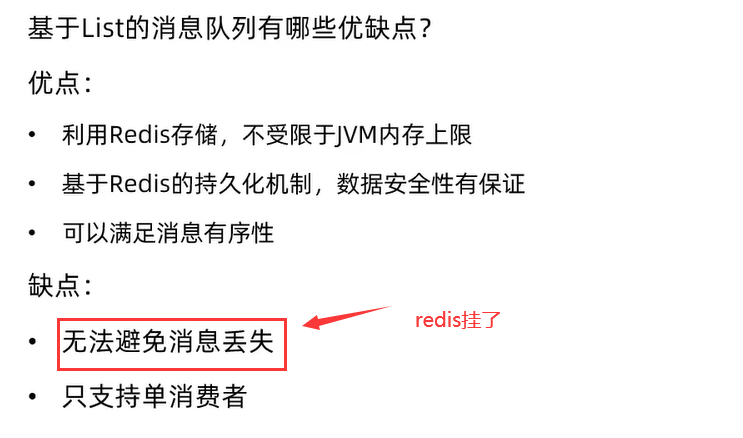 基于List的消息队列有哪些优缺点？
优点：
• 利用Redis存储，不受限于JVM内存上限
• 基于Redis的持久化机制，数据安全性有保证
• 可以满足消息有序性
缺点：
redis挂了
• 无法避免消息丢失
• 只支持单消费者